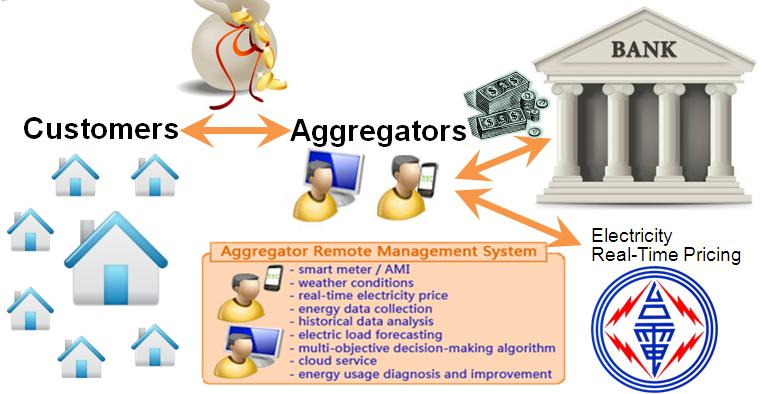 BANK
Customers
Aggregators
Electricity
Real-Time Pricing
Aggregator Remote Management System
- smart meter / AMI
- weather conditions
- real-time electricity price
- energy data collection
- historical data analysis
- electric load forecasting
- multi-objective decision-making algorithm
- cloud service
- energy usage diagnosis and improvement
hTC
hTC
$
$
$
$